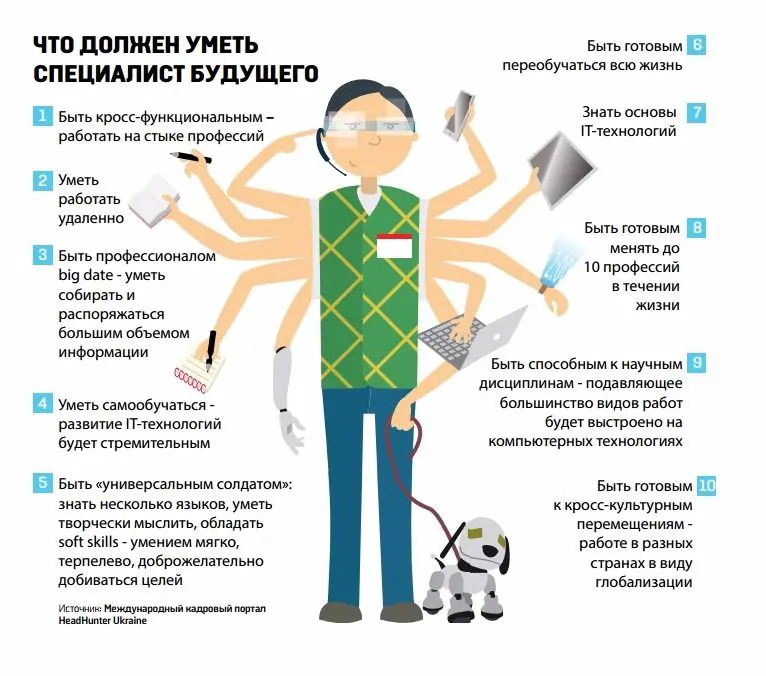 ЧТО ДОЛЖЕН УМЕТЬ
СПЕЦИАЛИСТ БУДУЩЕГО
1 Быть кросс-функциональным –
работать на стыке профессий
2 Уметь
работать
удаленно
3 Быть профессионалом
big date - уметь
собирать и
распоряжаться
большим объемом
информации
4 Уметь самообучаться -
развитие IT-технологий
будет стремительным
5 Быть «универсальным солдатом»:
знать несколько языков, уметь
творчески мыслить, обладать
soft skills - умением мягко,
терпелево, доброжелательно
добиваться целей
Источник: Международный кадровый портал
HeadHunter Ukraine
Быть готовым 6
переобучаться всю жизнь
Знать основы 7
IT-технологий
Быть готовым 8
менять до
10 профессий
в течении
жизни
Быть способным к научным 9
дисциплинам - подавляющее
большинство видов работ
будет выстроено на
компьютерных технологиях
Быть готовым 10
к кросс-культурным
перемещениям -
работе в разных
странах в виду
глобализации